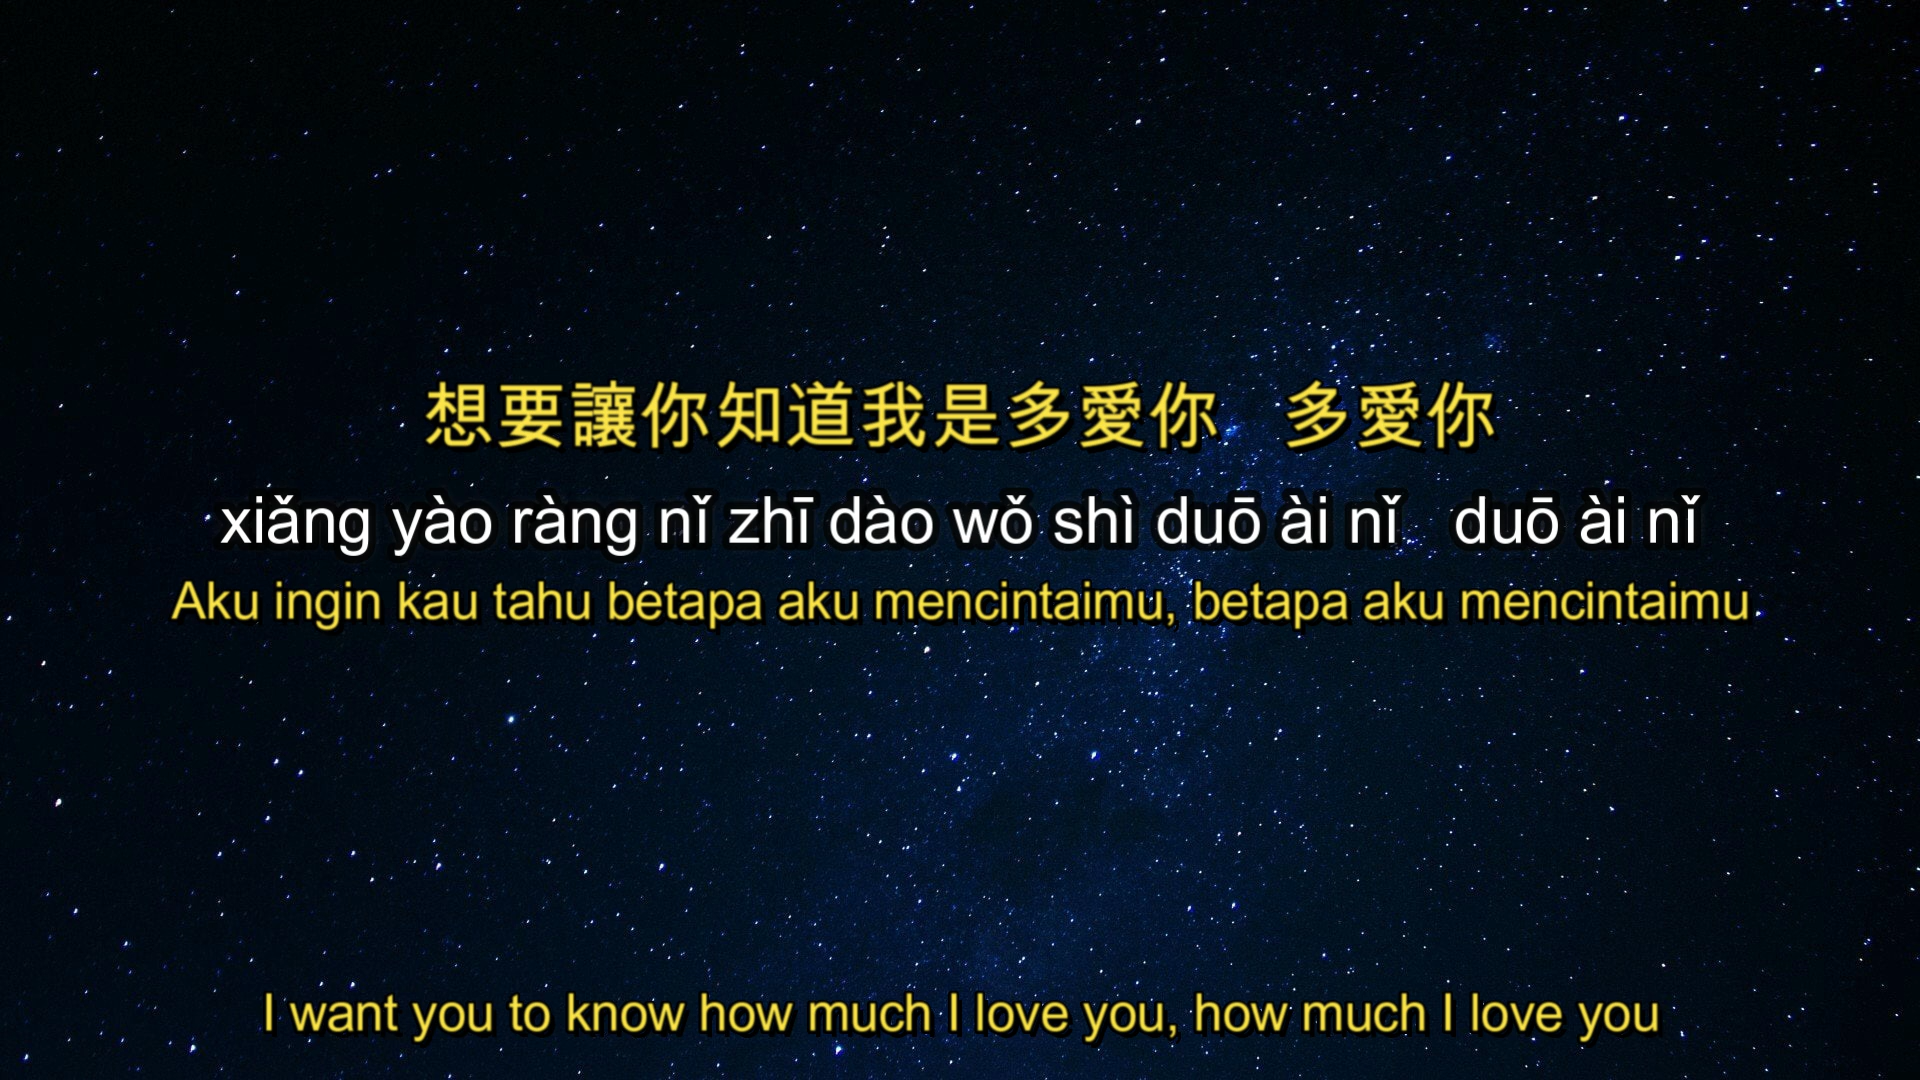 想要讓你知道我是多愛你　多愛你
xiǎng yào ràng nǐ zhī dào wǒ shì duō ài nǐ   duō ài nǐ
Aku ingin kau tahu betapa aku mencintaimu, betapa aku mencintaimu
I want you to know how much I love you, how much I love you